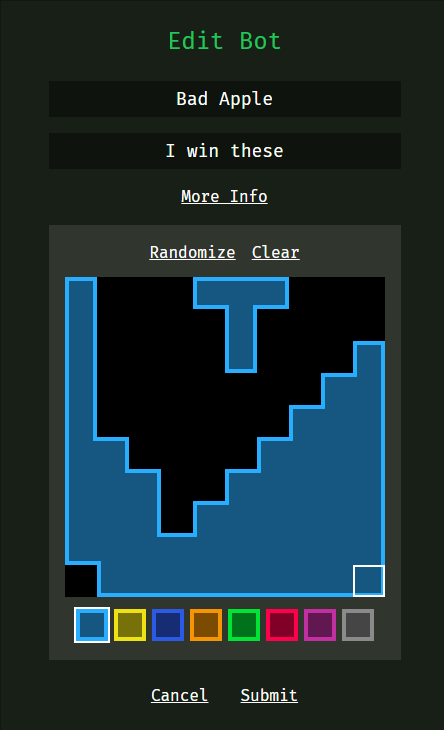 Edit Bot
Bad Apple
I win these
More Info
Randomize Clear
Cancel Submit